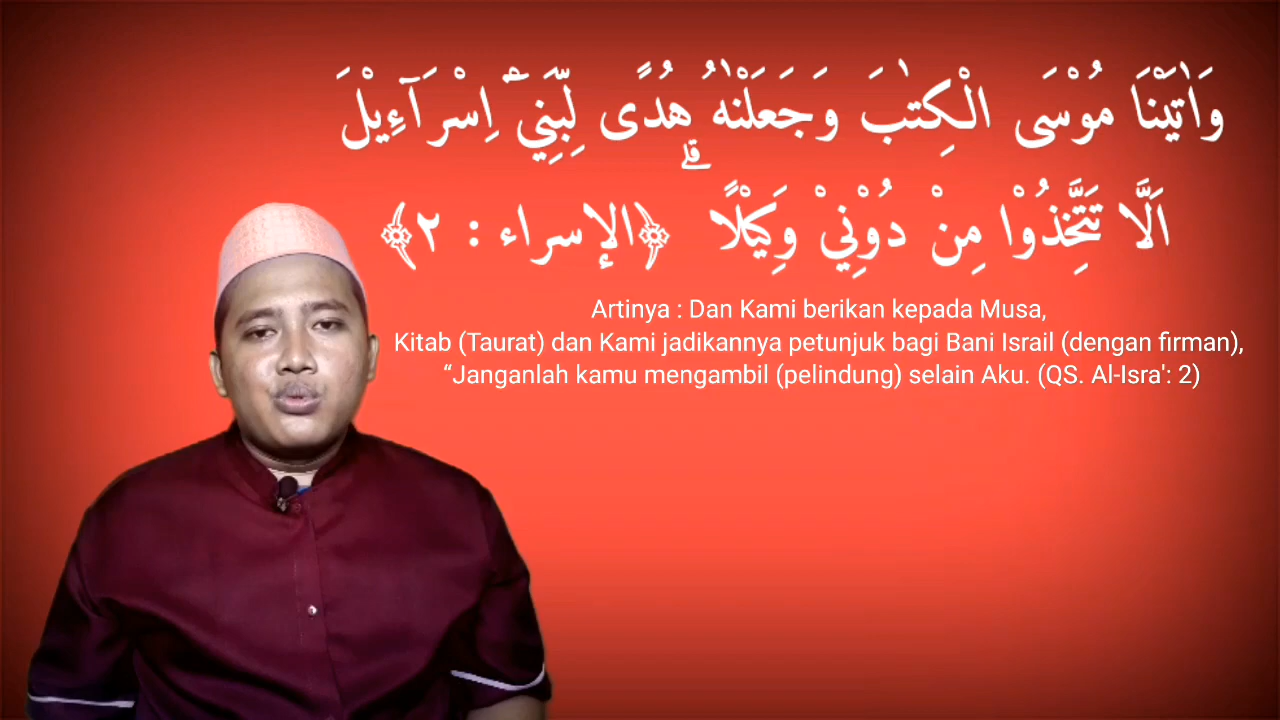 وَاٰتَيْنَا مُوْسَى الْكِتٰبَ وَجَعَلْنٰهُ هُدًى لِّبَنِيْٓ اِسْرَاۤءِيْلَ
اَلَّا تَتَّخِذُوْا مِنْ دُوْنِيْ وَكِيْلًاۗ ﴿الإسراء : ٢﴾
Artinya : Dan Kami berikan kepada Musa,
Kitab (Taurat) dan Kami jadikannya petunjuk bagi Bani Israil (dengan firman),
“Janganlah kamu mengambil (pelindung) selain Aku. (QS. Al-Isra': 2)